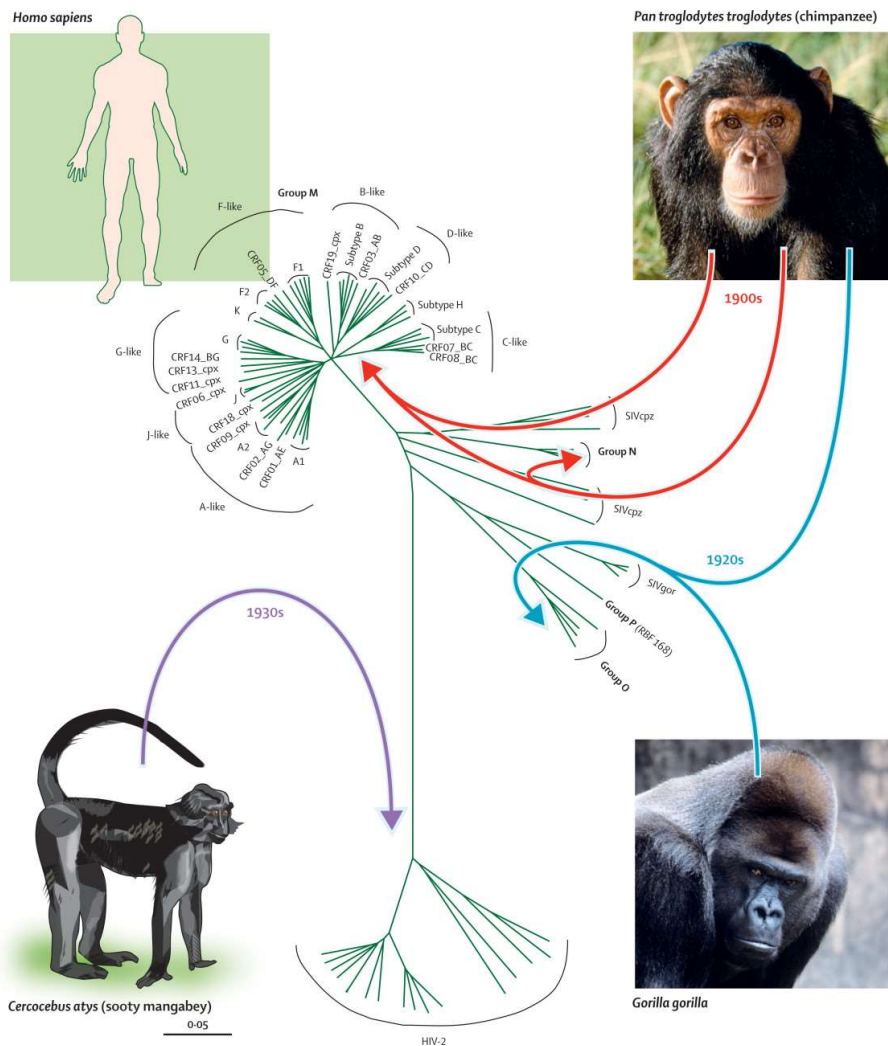 Homo sapiens
Pan troglodytes troglodytes (chimpanzee)
Group M
B-like
F-like
D-like
CRF19_cpx
Subtype B
CRF03_AB
Subtype D
CRF10_CD
CRF05_DF
F1
F2
K
Subtype H
Subtype C
C-like
CRF07_BC
CRF08_BC
G-like
G
CRF14_BG
CRF13_cpx
CRF11_cpx
CRF06_cpx
J-like
CRF18_cpx
CRF09_cpx
A2
CRF02_AG
CRF01_AE
A1
A-like
1900s
SIVcpz
Group N
SIVcpz
1920s
SIVgor
Group P (RBF 168)
Group O
1930s
Cercocebus atys (sooty mangabey)
0·05
HIV-2
Gorilla gorilla